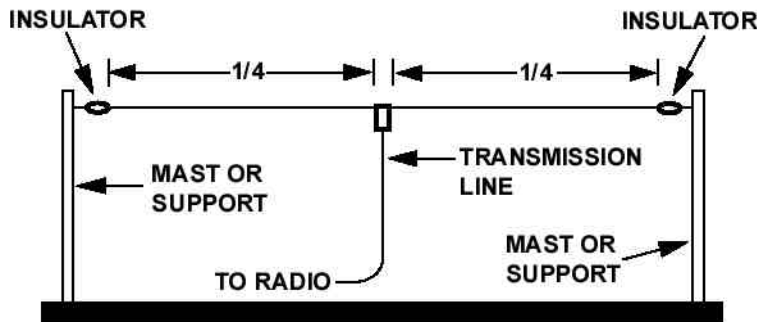 INSULATOR
INSULATOR
1/4
1/4
TRANSMISSION
LINE
MAST OR
SUPPORT
MAST OR
SUPPORT
TO RADIO